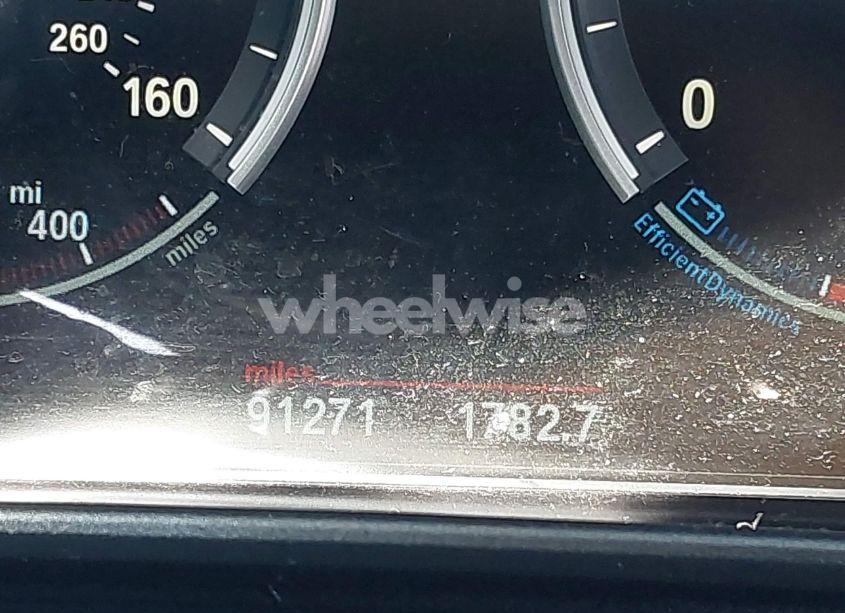 260
160
0
mi
400
miles
EfficientDynamics
wheelwise
miles
91271 1782.7